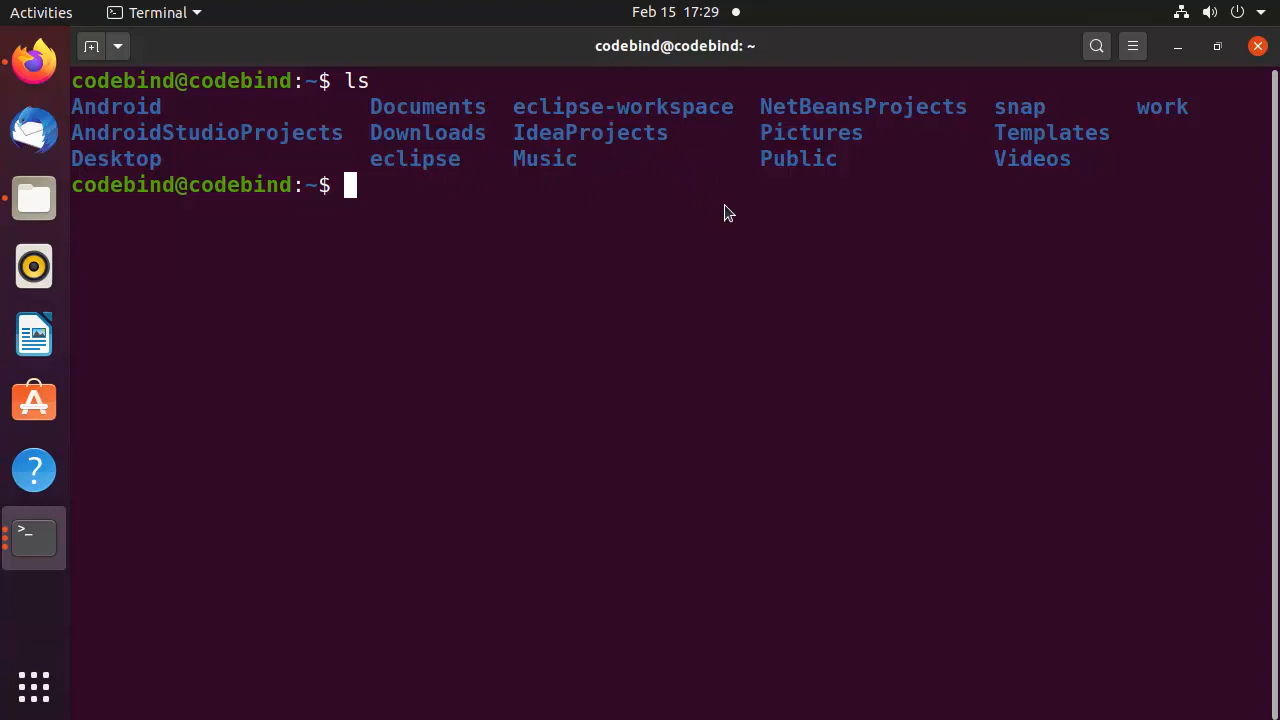 Activities Terminal Feb 15 17:29
codebind@codebind: ~
codebind@codebind:~$ ls
Android Documents eclipse-workspace NetBeansProjects snap work
AndroidStudioProjects Downloads IdeaProjects Pictures Templates
Desktop eclipse Music Public Videos
codebind@codebind:~$